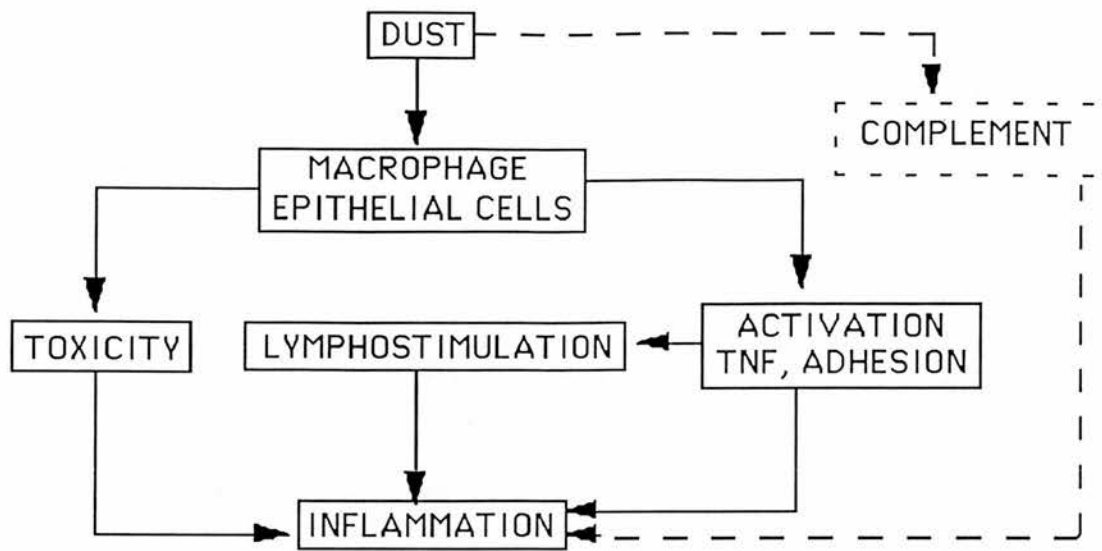 DUST
COMPLEMENT
MACROPHAGE
EPITHELIAL CELLS
TOXICITY
LYMPHOSTIMULATION
ACTIVATION
TNF, ADHESION
INFLAMMATION